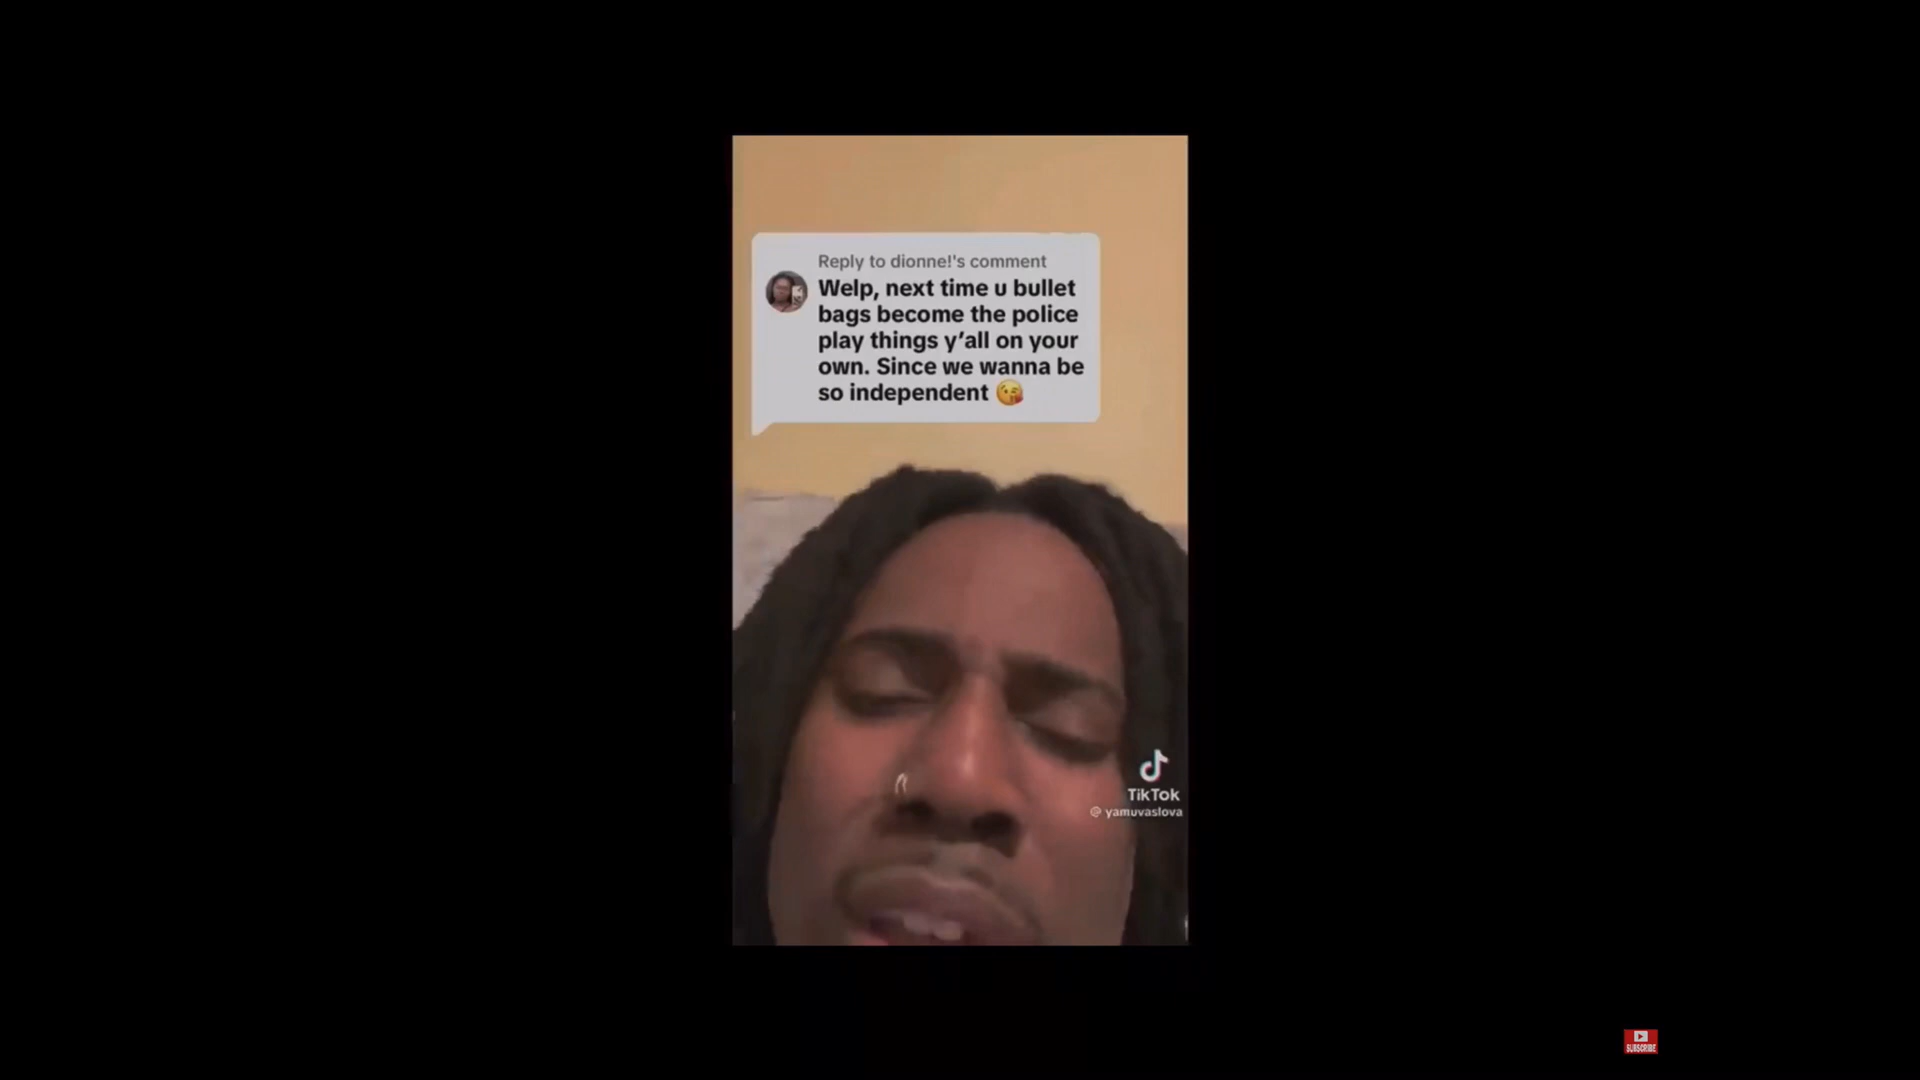 Reply to dionne!'s comment
Welp, next time u bullet
bags become the police
play things y’all on your
own. Since we wanna be
so independent 😘
TikTok
@ yamuvaslova
SUBSCRIBE